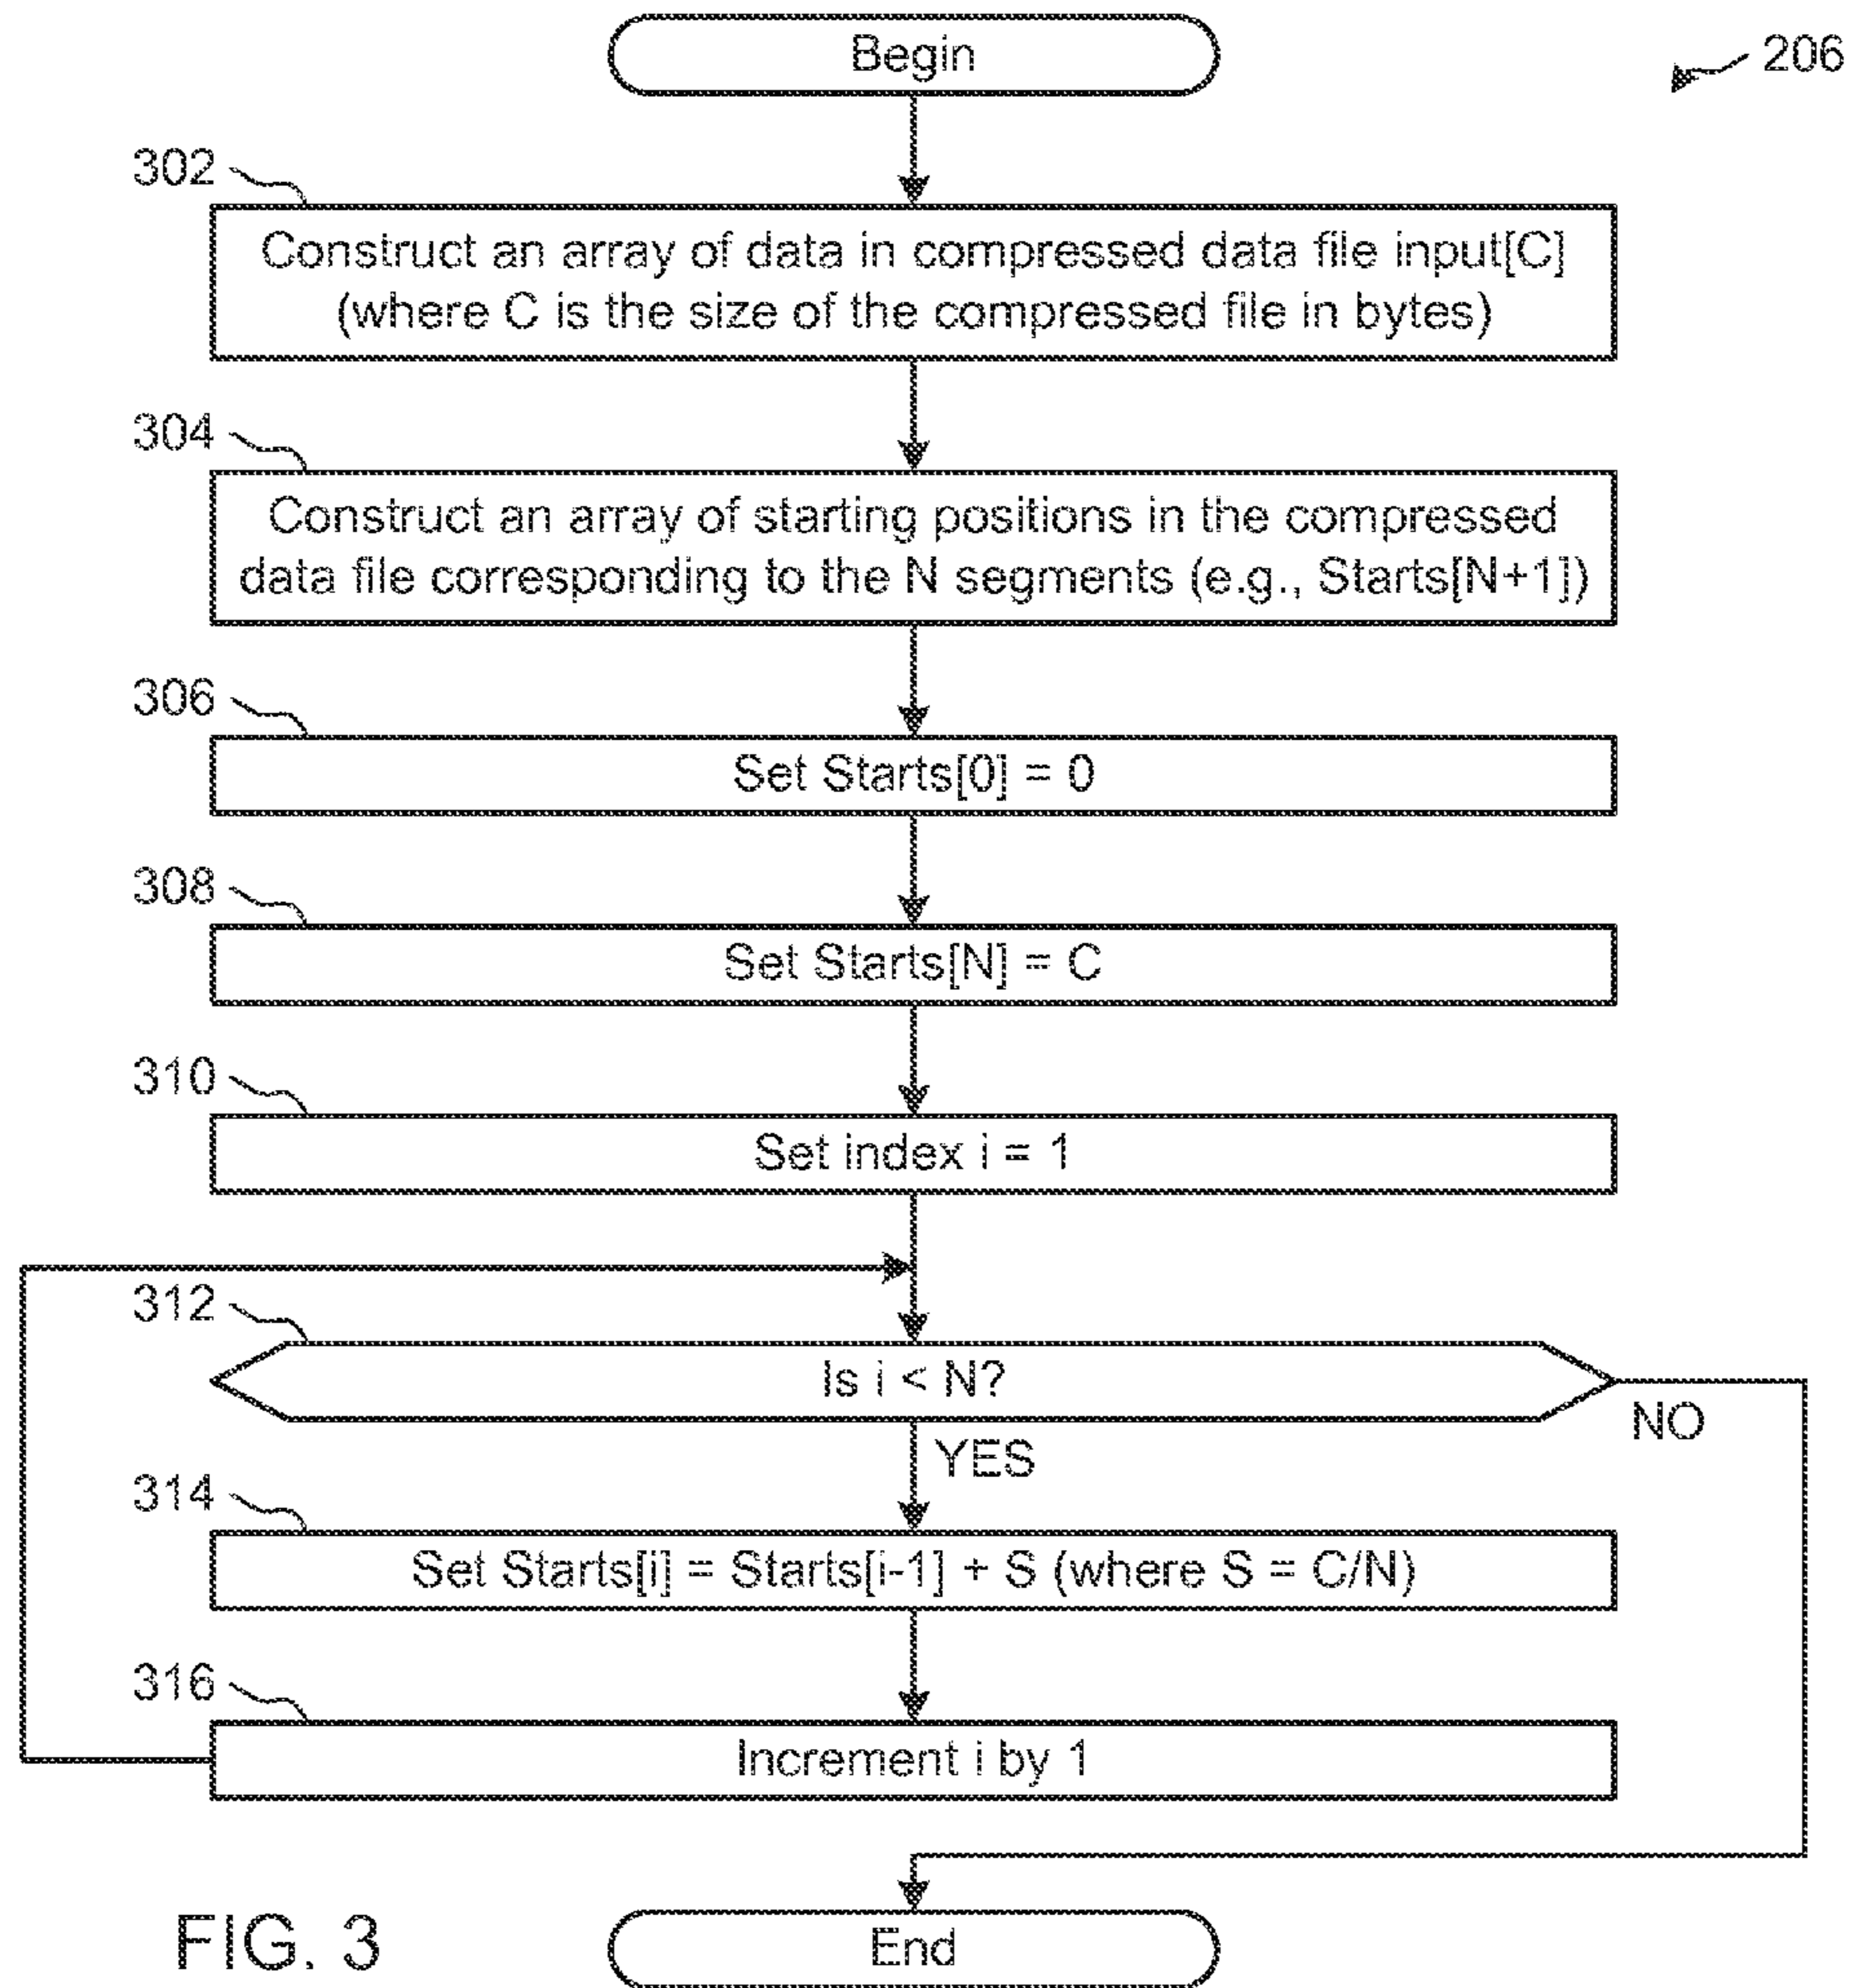 Begin
206
302
Construct an array of data in compressed data file input[C]
(where C is the size of the compressed file in bytes)
304
Construct an array of starting positions in the compressed
data file corresponding to the N segments (e.g., Starts[N+1])
306
Set Starts[0] = 0
308
Set Starts[N] = C
310
Set index i = 1
312
Is i < N?
NO
YES
314
Set Starts[i] = Starts[i-1] + S (where S = C/N)
316
Increment i by 1
FIG. 3
End